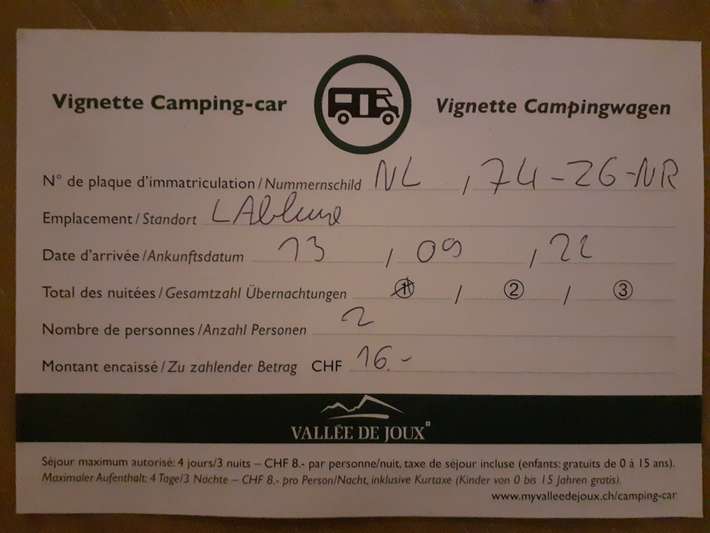 Vignette Camping-car
Vignette Campingwagen
N° de plaque d'immatriculation / Nummernschild NL , 74-26-NR
Emplacement / Standort
Date d'arrivée / Ankunftsdatum 13 / 09 , 22
Total des nuitées / Gesamtzahl Übernachtungen 1 / 2 / 3
Nombre de personnes / Anzahl Personen 2
Montant encaissé / Zu zahlender Betrag CHF 16.-
VALLÉE DE JOUX
Séjour maximum autorisé: 4 jours/3 nuits – CHF 8.- par personne/nuit, taxe de séjour incluse (enfants: gratuits de 0 à 15 ans).
Maximaler Aufenthalt: 4 Tage/3 Nächte – CHF 8.- pro Person/Nacht, inklusive Kurtaxe (Kinder von 0 bis 15 Jahren gratis).
www.myvalleedejoux.ch/camping-car